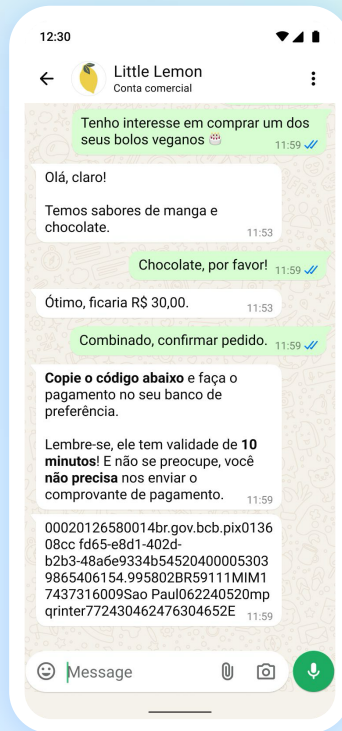 12:30
Little Lemon
Conta comercial
Tenho interesse em comprar um dos
seus bolos veganos 🎂
11:59
Olá, claro!
Temos sabores de manga e
chocolate.
11:53
Chocolate, por favor!
11:59
Ótimo, ficaria R$ 30,00.
11:53
Combinado, confirmar pedido.
11:59
Copie o código abaixo e faça o
pagamento no seu banco de
preferência.
Lembre-se, ele tem validade de 10
minutos! E não se preocupe, você
não precisa nos enviar o
comprovante de pagamento.
11:59
00020126580014br.gov.bcb.pix0136
08cc fd65-e8d1-402d-
b2b3-48a6e9334b54520400005303
9865406154.995802BR59111MIM1
7437316009Sao Paul062240520mp
qrinter772430462476304652E
11:59
Message